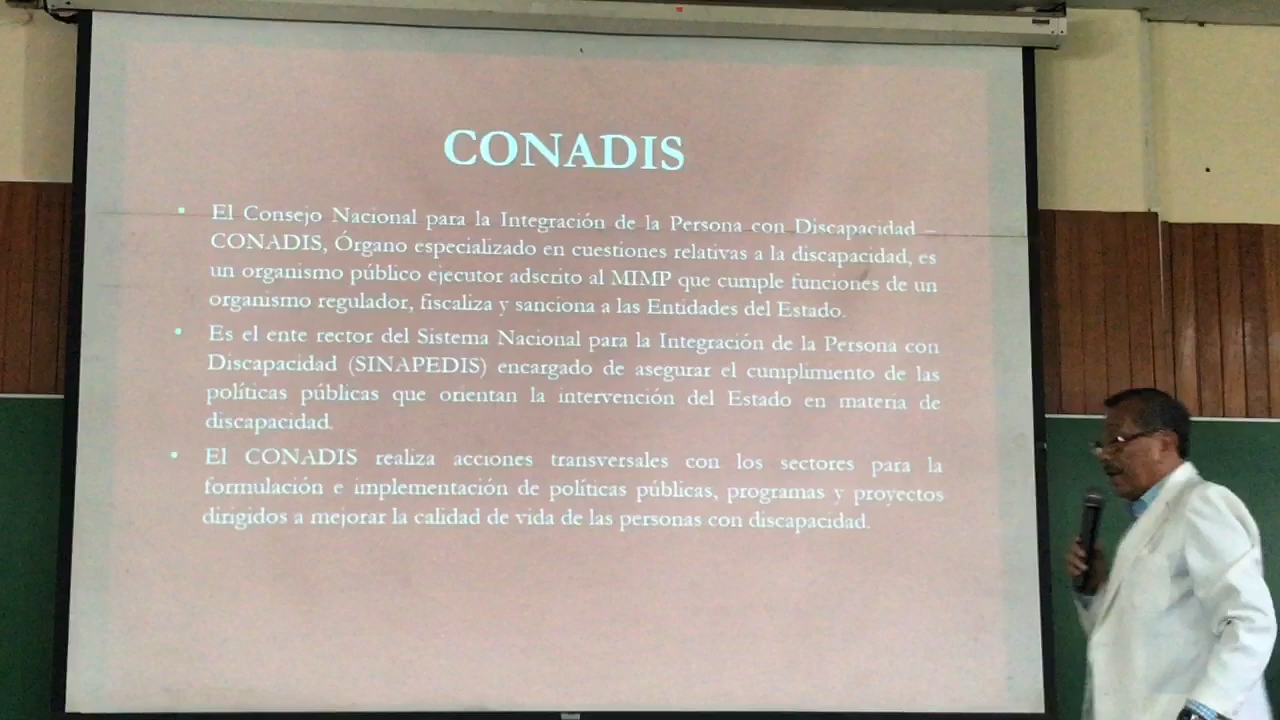 CONADIS
• El Consejo Nacional para la Integración de la Persona con Discapacidad –
CONADIS, Órgano especializado en cuestiones relativas a la discapacidad, es
un organismo público ejecutor adscrito al MIMP que cumple funciones de un
organismo regulador, fiscaliza y sanciona a las Entidades del Estado.
• Es el ente rector del Sistema Nacional para la Integración de la Persona con
Discapacidad (SINAPEDIS) encargado de asegurar el cumplimiento de las
políticas públicas que orientan la intervención del Estado en materia de
discapacidad.
• El CONADIS realiza acciones transversales con los sectores para la
formulación e implementación de políticas públicas, programas y proyectos
dirigidos a mejorar la calidad de vida de las personas con discapacidad.